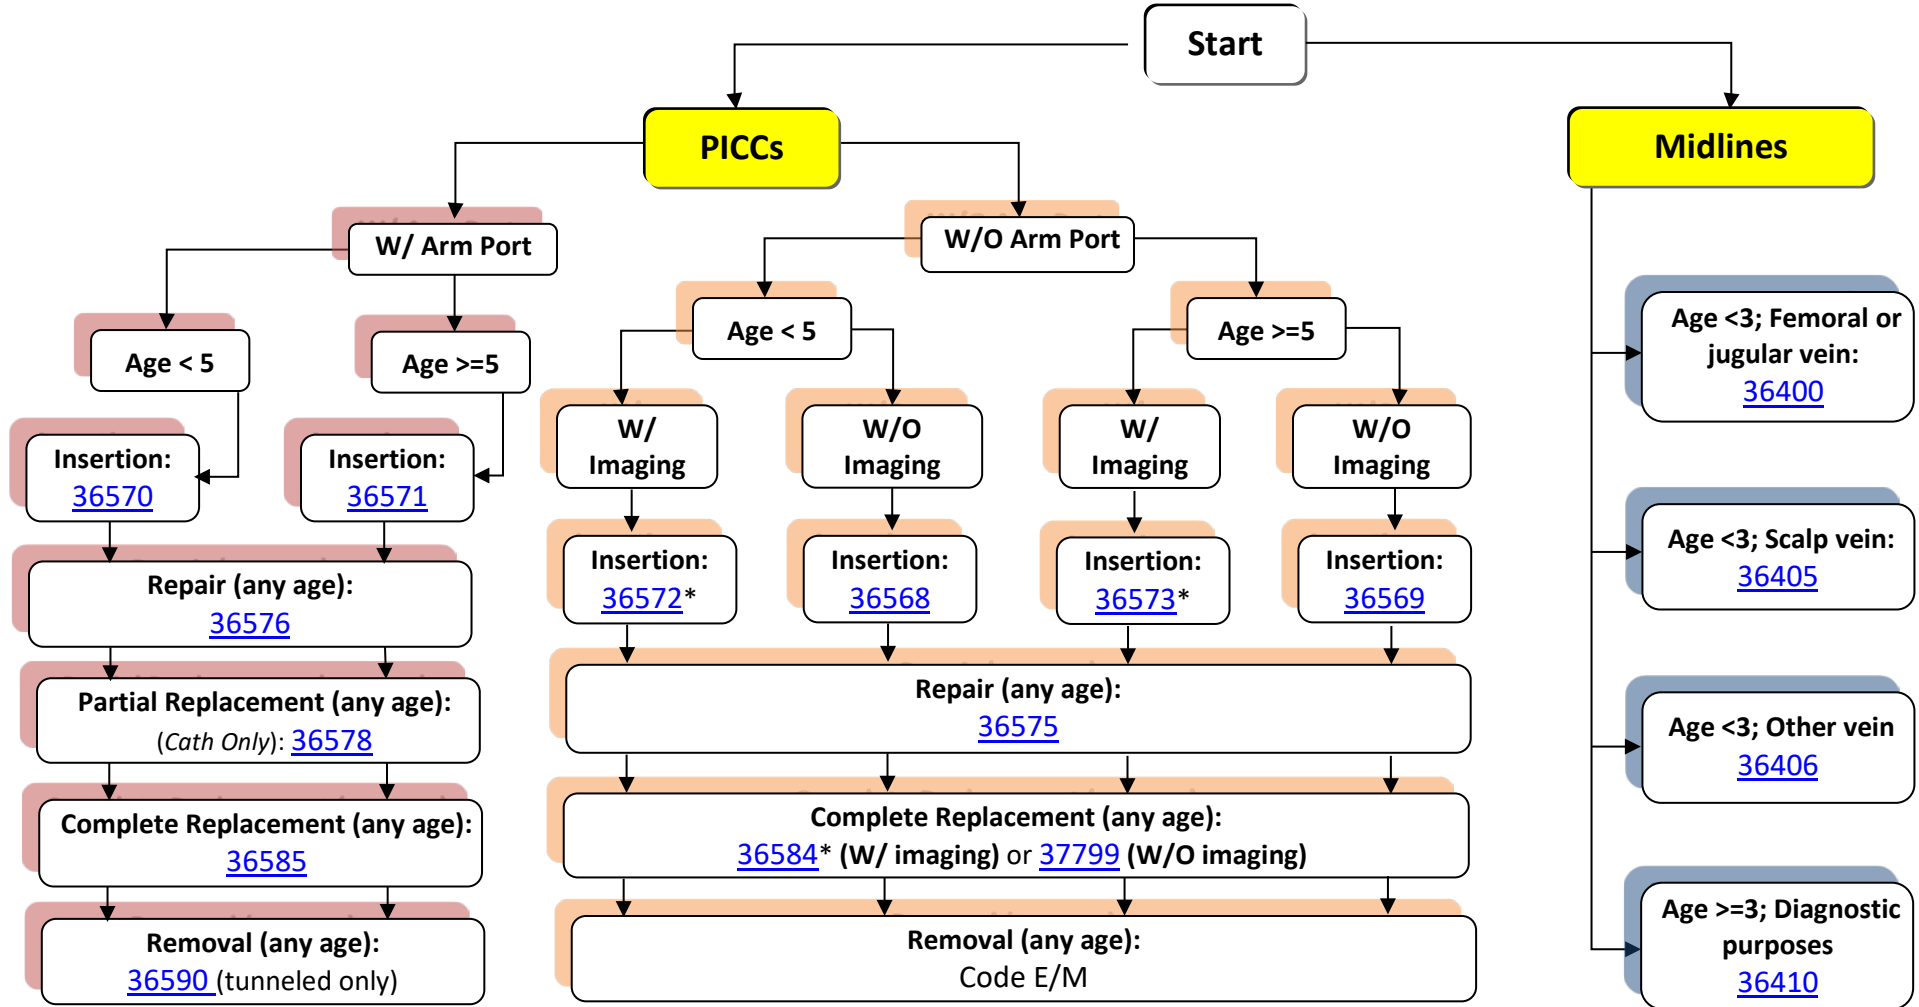 Start
PICCs
Midlines
W/ Arm Port
W/O Arm Port
Age < 5
Age >=5
Insertion:
36570
Insertion:
36571
Repair (any age):
36576
Partial Replacement (any age):
(Cath Only): 36578
Complete Replacement (any age):
36585
Removal (any age):
36590 (tunneled only)
Age < 5
Age >=5
W/
Imaging
W/O
Imaging
W/
Imaging
W/O
Imaging
Insertion:
36572*
Insertion:
36568
Insertion:
36573*
Insertion:
36569
Repair (any age):
36575
Complete Replacement (any age):
36584* (W/ imaging) or 37799 (W/O imaging)
Removal (any age):
Code E/M
Age <3; Femoral or
jugular vein:
36400
Age <3; Scalp vein:
36405
Age <3; Other vein
36406
Age >=3; Diagnostic
purposes
36410